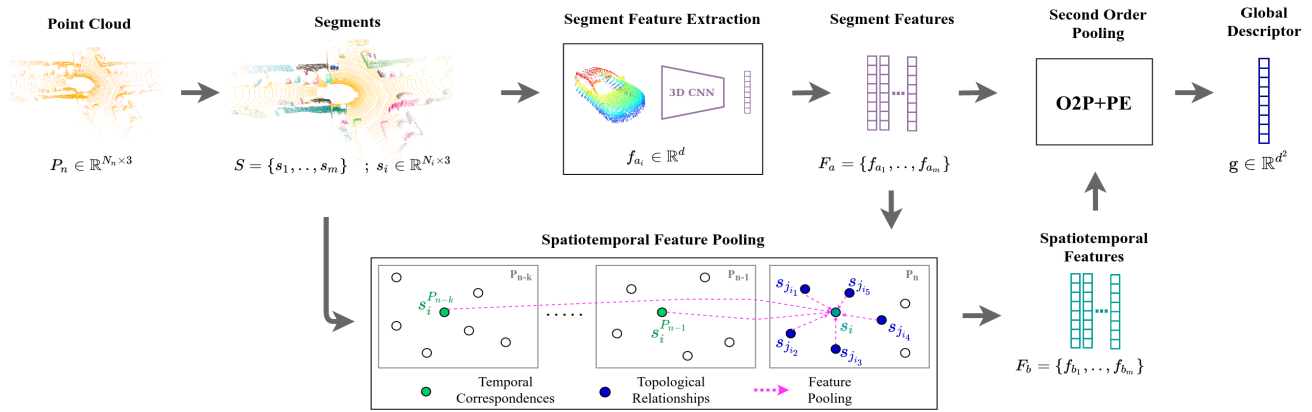 Point Cloud
Segments
Segment Feature Extraction
Segment Features
Second Order
Pooling
Global
Descriptor
3D CNN
O2P+PE
P_n ∈ ℝ^{N_n×3}
S = {s_1, . . , s_m} ; s_i ∈ ℝ^{N_i×3}
f_{a_i} ∈ ℝ^d
F_a = {f_{a_1}, . . , f_{a_m}}
g ∈ ℝ^{d^2}
Spatiotemporal Feature Pooling
Spatiotemporal
Features
P_{n-k}
P_{n-1}
P_n
s_i^{P_{n-k}}
s_i^{P_{n-1}}
s_{j_{i_1}}
s_{j_{i_5}}
s_i
s_{j_{i_4}}
s_{j_{i_2}}
s_{j_{i_3}}
F_b = {f_{b_1}, . . , f_{b_m}}
Temporal
Correspondences
Topological
Relationships
Feature
Pooling